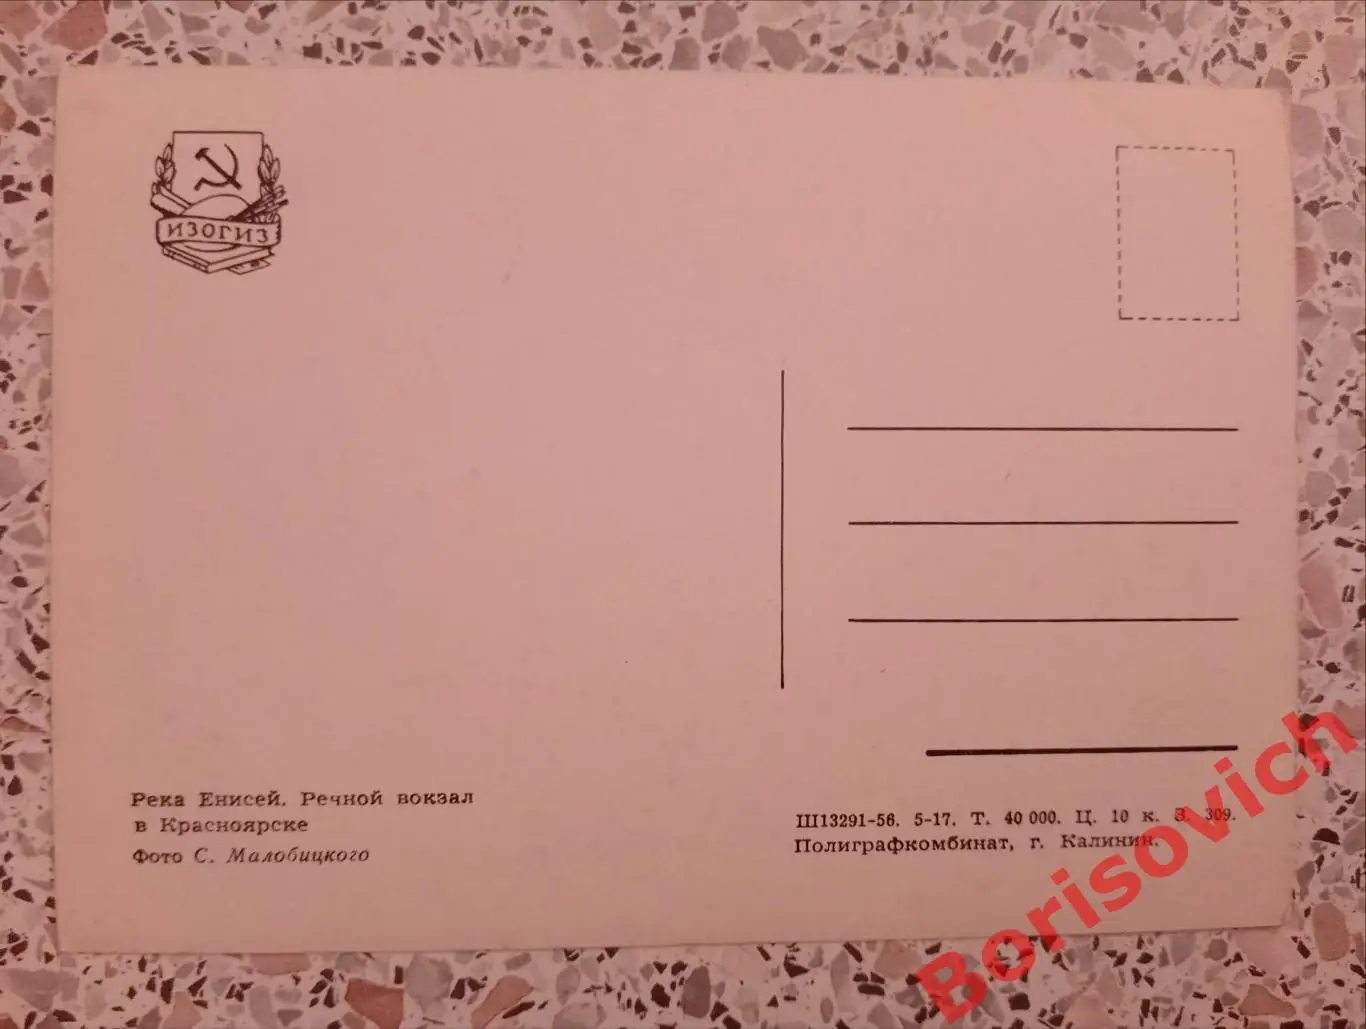 ИЗОГИЗ
Река Енисей. Речной вокзал
в Красноярске
Фото С. Малобицкого
Ш13291-56. 5-17. Т. 40 000. Ц. 10 к. З. 309.
Полиграфкомбинат, г. Калинин.
Borisovich